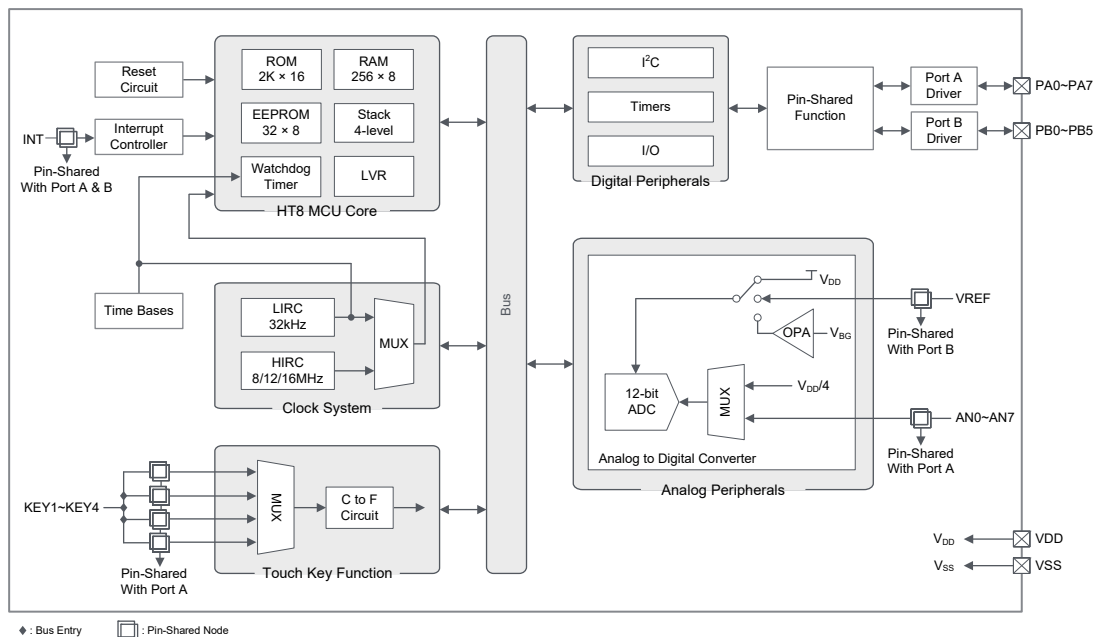 Reset
Circuit
INT
Interrupt
Controller
Pin-Shared
With Port A & B
ROM
2K × 16
RAM
256 × 8
EEPROM
32 × 8
Stack
4-level
Watchdog
Timer
LVR
HT8 MCU Core
Time Bases
LIRC
32kHz
HIRC
8/12/16MHz
MUX
Clock System
KEY1~KEY4
Pin-Shared
With Port A
MUX
C to F
Circuit
Touch Key Function
Bus
I²C
Timers
I/O
Digital Peripherals
Pin-Shared
Function
Port A
Driver
Port B
Driver
PA0~PA7
PB0~PB5
V_DD
OPA
V_BG
VREF
Pin-Shared
With Port B
12-bit
ADC
MUX
V_DD/4
AN0~AN7
Pin-Shared
With Port A
Analog to Digital Converter
Analog Peripherals
V_DD
VDD
V_SS
VSS
: Bus Entry
: Pin-Shared Node